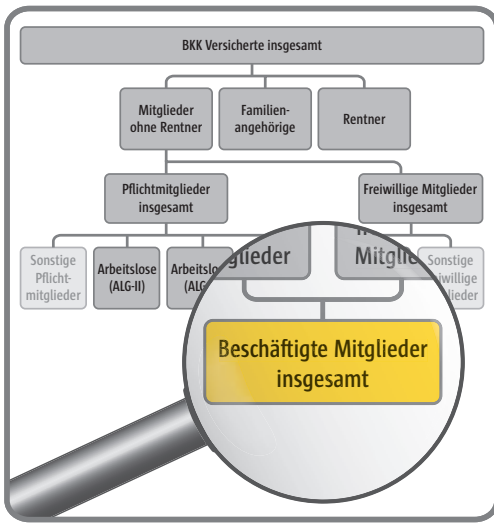 BKK Versicherte insgesamt
Mitglieder
ohne Rentner
Familien-
angehörige
Rentner
Pflichtmitglieder
insgesamt
Freiwillige Mitglieder
insgesamt
Sonstige
Pflicht-
mitglieder
Arbeitslose
(ALG-II)
Sonstige
Beschäftigte Mitglieder
insgesamt